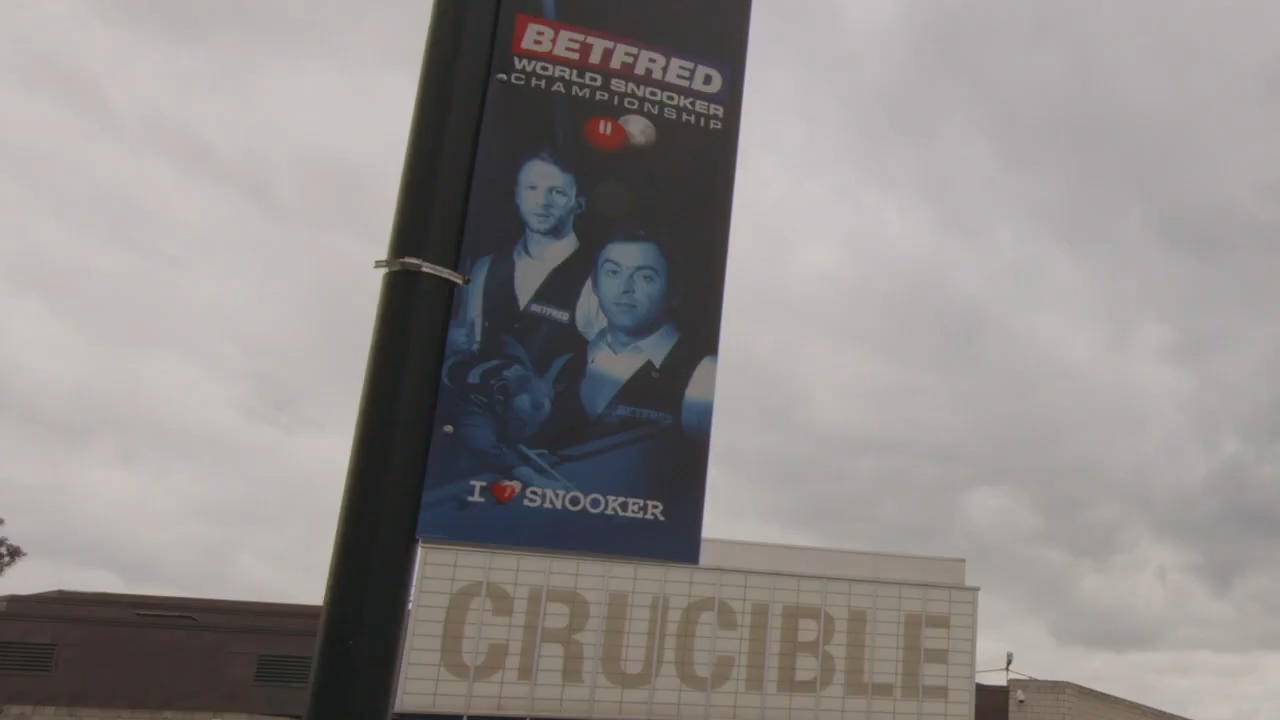 BETFRED
WORLD SNOOKER
CHAMPIONSHIP
BETFRED
BETFRED
I SNOOKER
CRUCIBLE